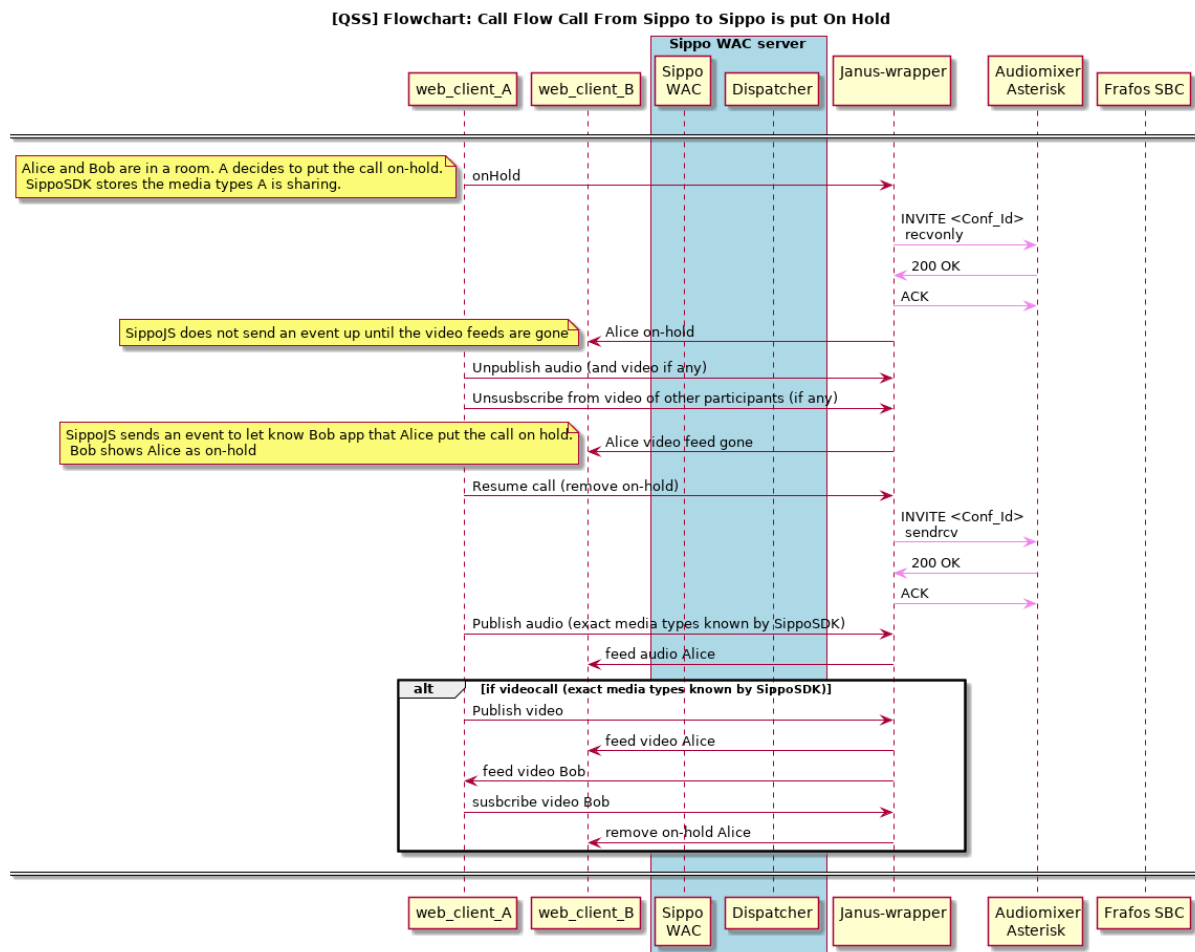 [QSS] Flowchart: Call Flow Call From Sippo to Sippo is put On Hold
Sippo WAC server
web_client_A
web_client_B
Sippo
WAC
Dispatcher
Janus-wrapper
Audiomixer
Asterisk
Frafos SBC
Alice and Bob are in a room. A decides to put the call on-hold.
SippoSDK stores the media types A is sharing.
onHold
INVITE <Conf_Id>
recvonly
200 OK
ACK
SippoJS does not send an event up until the video feeds are gone
Alice on-hold
Unpublish audio (and video if any)
Unsusbscribe from video of other participants (if any)
SippoJS sends an event to let know Bob app that Alice put the call on hold.
Bob shows Alice as on-hold
Alice video feed gone
Resume call (remove on-hold)
INVITE <Conf_Id>
sendrcv
200 OK
ACK
Publish audio (exact media types known by SippoSDK)
feed audio Alice
alt
[if videocall (exact media types known by SippoSDK)]
Publish video
feed video Alice
feed video Bob
susbcribe video Bob
remove on-hold Alice
web_client_A
web_client_B
Sippo
WAC
Dispatcher
Janus-wrapper
Audiomixer
Asterisk
Frafos SBC